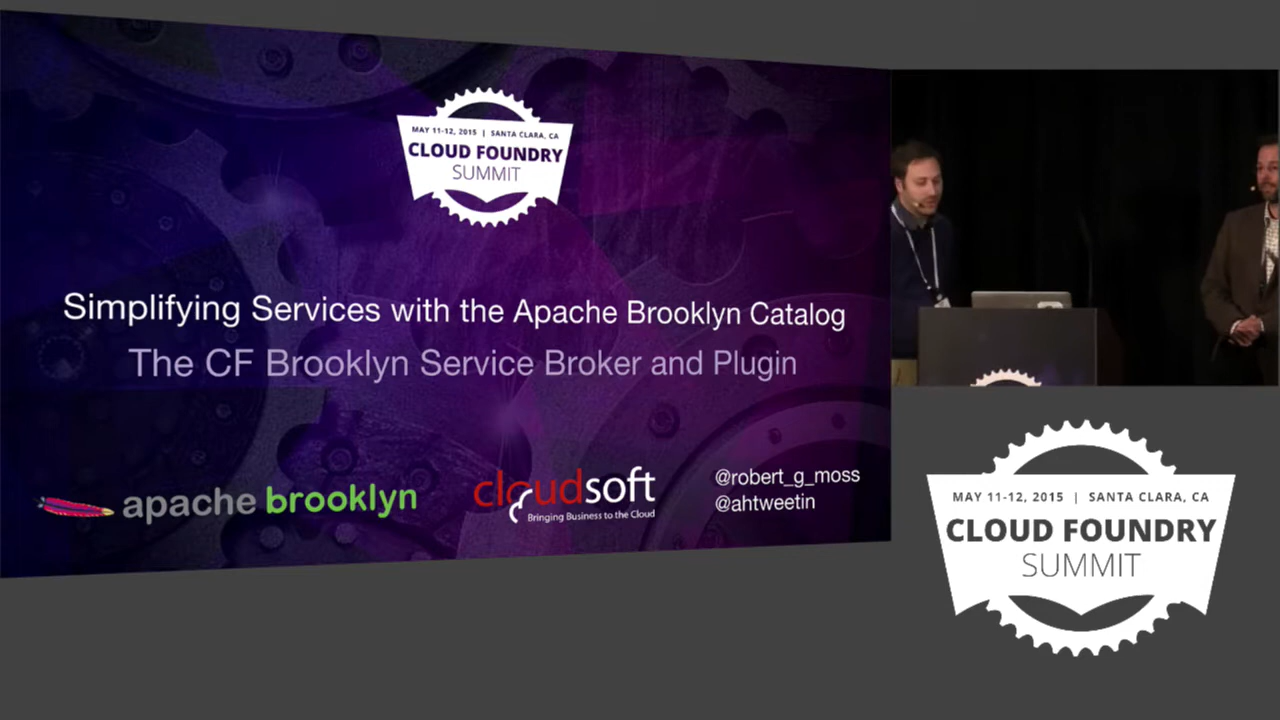 MAY 11-12, 2015 | SANTA CLARA, CA
CLOUD FOUNDRY
SUMMIT
Simplifying Services with the Apache Brooklyn Catalog
The CF Brooklyn Service Broker and Plugin
apache brooklyn
cloudsoft
Bringing Business to the Cloud
@robert_g_moss
@ahtweetin
MAY 11-12, 2015 | SANTA CLARA, CA
CLOUD FOUNDRY
SUMMIT